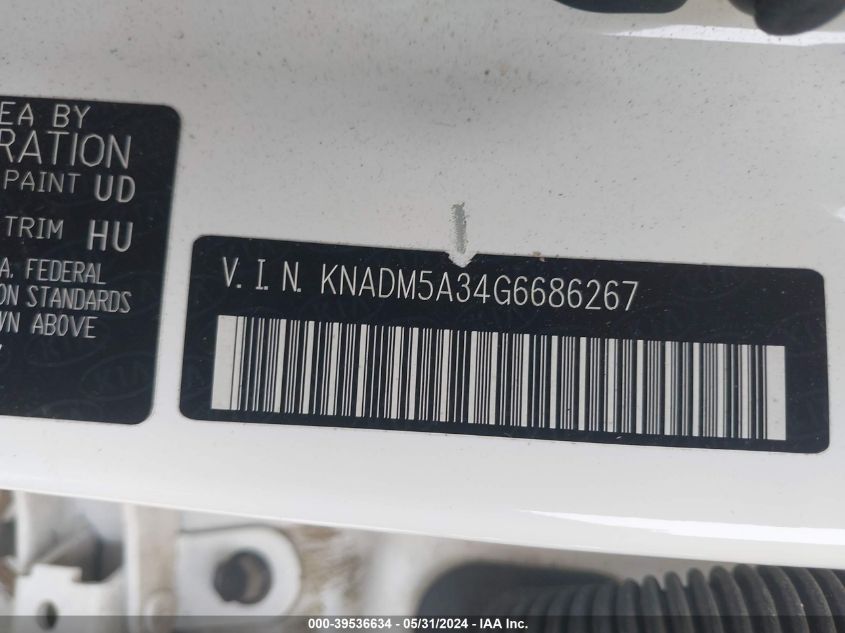 EA BY
RATION
PAINT UD
TRIM HU
A. FEDERAL
ON STANDARDS
WN ABOVE
V.I.N. KNADM5A34G6686267
000-39536634 - 05/31/2024 - IAA Inc.